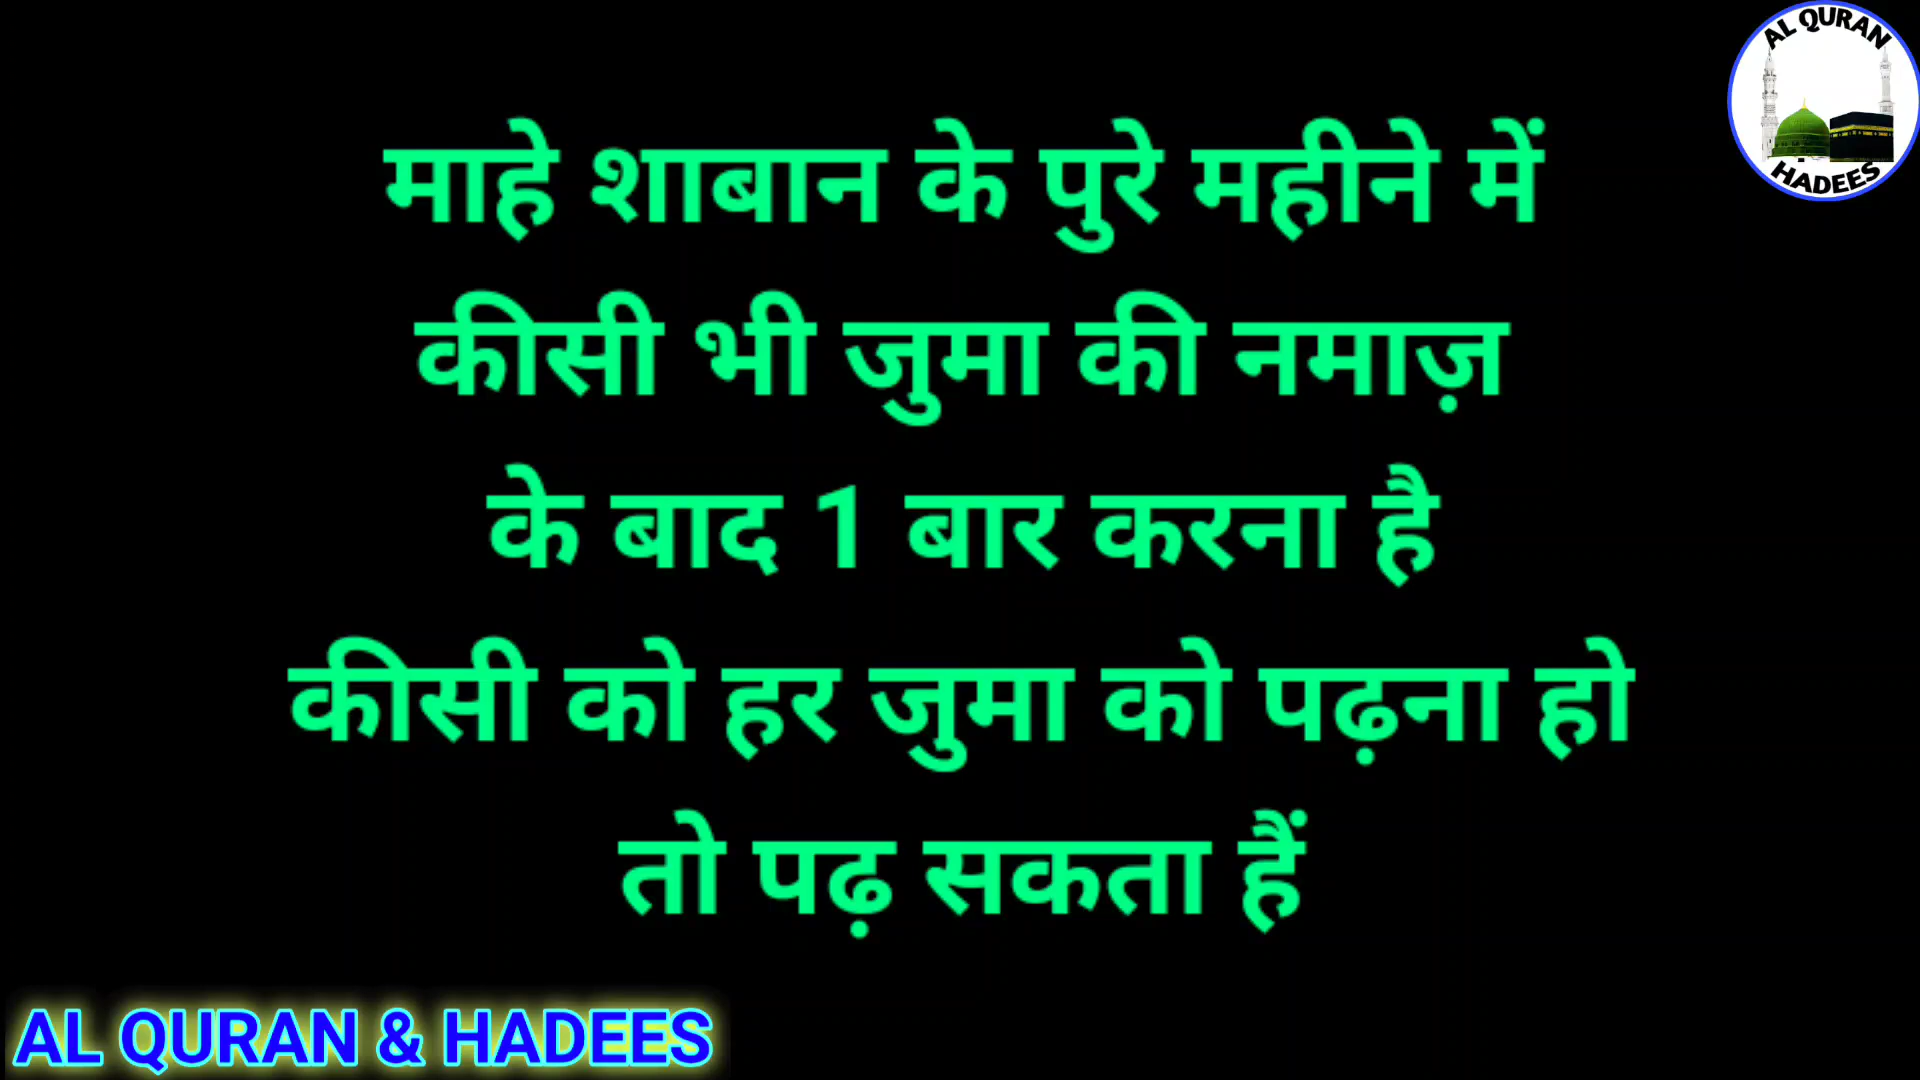 AL QURAN
HADEES
माहे शाबान के पुरे महीने में
कीसी भी जुमा की नमाज़
के बाद 1 बार करना है
कीसी को हर जुमा को पढ़ना हो
तो पढ़ सकता हैं
AL QURAN & HADEES